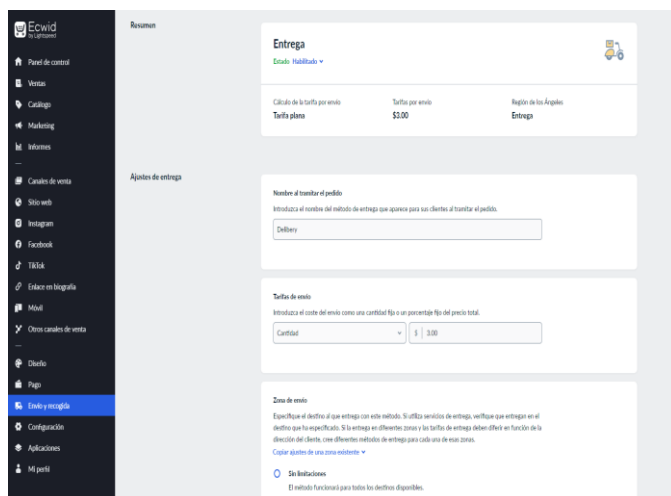 Ecwid
by Lightspeed
Panel de control
Ventas
Catálogo
Marketing
Informes
Canales de venta
Sitio web
Instagram
Facebook
TikTok
Enlace en biografía
Móvil
Otros canales de venta
Diseño
Pago
Envío y recogida
Configuración
Aplicaciones
Mi perfil
Resumen
Entrega
Estado Habilitado
Cálculo de la tarifa por envío
Tarifas por envío
Región de los Ángeles
Tarifa plana
$3.00
Entrega
Ajustes de entrega
Nombre al tramitar el pedido
Introduzca el nombre del método de entrega que aparece para sus clientes al tramitar el pedido.
Delibery
Tarifas de envío
Introduzca el coste del envío como una cantidad fija o un porcentaje fijo del precio total.
Cantidad
$ 3.00
Zona de envío
Especifique el destino al que entrega con este método. Si utiliza servicios de entrega, verifique que entregan en el
destino que ha especificado. Si la entrega en diferentes zonas y las tarifas de entrega deben diferir en función de la
dirección del cliente, cree diferentes métodos de entrega para cada una de esas zonas.
Copiar ajustes de una zona existente
Sin limitaciones
El método funcionará para todos los destinos disponibles.